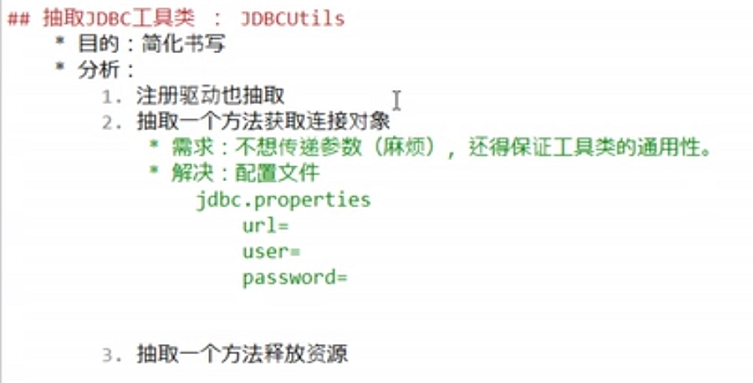 ## 抽取JDBC工具类 : JDBCUtils
* 目的：简化书写
* 分析：
1. 注册驱动也抽取
2. 抽取一个方法获取连接对象
* 需求：不想传递参数（麻烦），还得保证工具类的通用性。
* 解决：配置文件
jdbc.properties
url=
user=
password=
3. 抽取一个方法释放资源